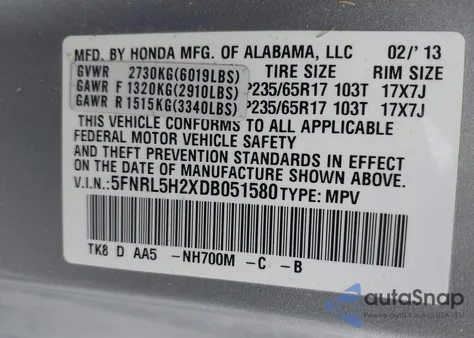 MFD. BY HONDA MFG. OF ALABAMA, LLC 02/' 13
GVWR 2730KG(6019LBS) TIRE SIZE RIM SIZE
GAWR F 1320KG(2910LBS) P235/65R17 103T 17X7J
GAWR R 1515KG(3340LBS) P235/65R17 103T 17X7J
THIS VEHICLE CONFORMS TO ALL APPLICABLE
FEDERAL MOTOR VEHICLE SAFETY
AND THEFT PREVENTION STANDARDS IN EFFECT
ON THE DATE OF MANUFACTURE SHOWN ABOVE.
V.I.N.:5FNRL5H2XDB051580TYPE: MPV
TK8 D AA5 -NH700M -C -B
autoSnap